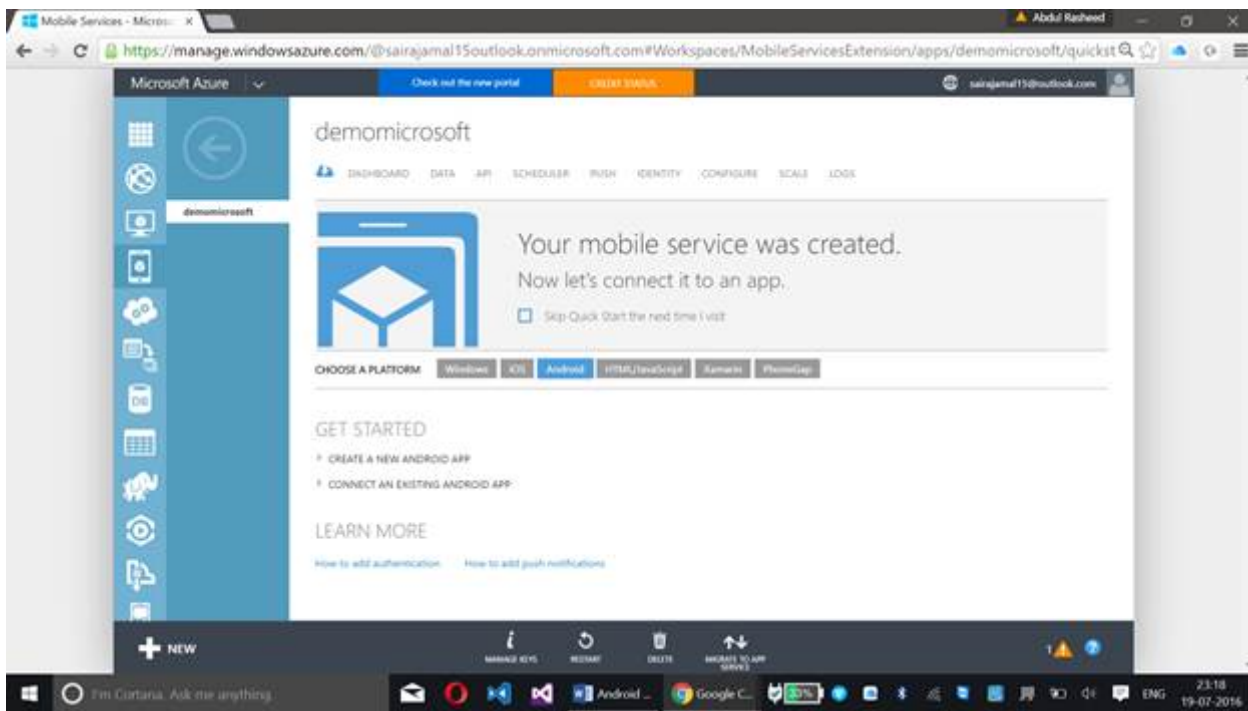 Mobile Services - Micros
Abdul Rasheed
https://manage.windowsazure.com/@sairajamal15outlook.onmicrosoft.com#Workspaces/MobileServicesExtension/apps/demomicrosoft/quickst
Microsoft Azure
Check out the new portal
CREDIT STATUS
sairajamal15@outlook.com
demomicrosoft
DASHBOARD DATA API SCHEDULER PUSH IDENTITY CONFIGURE SCALE LOGS
demomicrosoft
Your mobile service was created.
Now let's connect it to an app.
Skip Quick Start the next time I visit
CHOOSE A PLATFORM Windows iOS Android HTML/JavaScript Xamarin PhoneGap
GET STARTED
CREATE A NEW ANDROID APP
CONNECT AN EXISTING ANDROID APP
DB
LEARN MORE
How to add authentication How to add push notifications
NEW
MANAGE KEYS
RESTART
DELETE
MIGRATE TO APP SERVICE
1
I'm Cortana. Ask me anything.
Android ...
Google C...
33%
ENG
23:18
19-07-2016